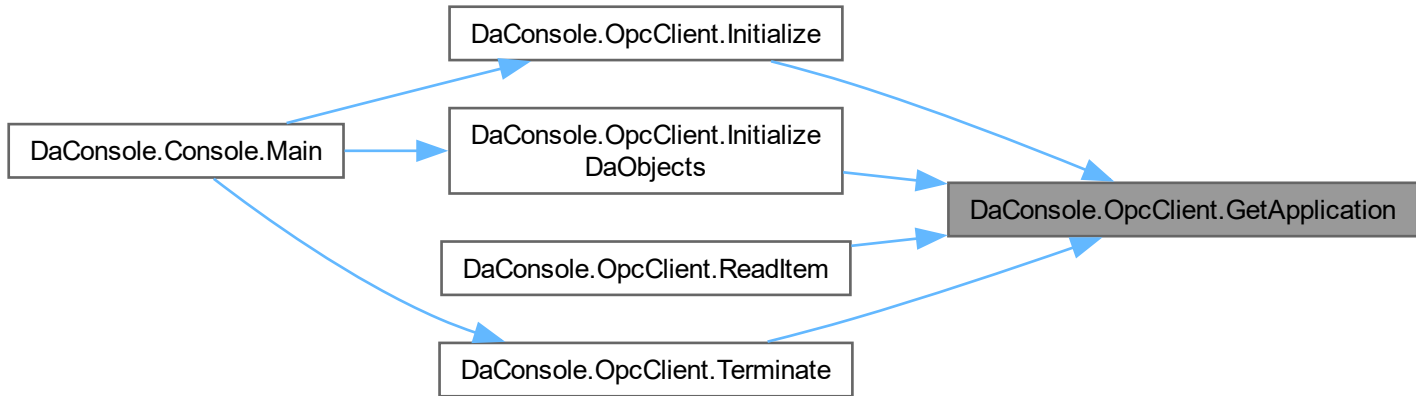 DaConsole.OpcClient.Initialize
DaConsole.Console.Main
DaConsole.OpcClient.Initialize
DaObjects
DaConsole.OpcClient.GetApplication
DaConsole.OpcClient.ReadItem
DaConsole.OpcClient.Terminate